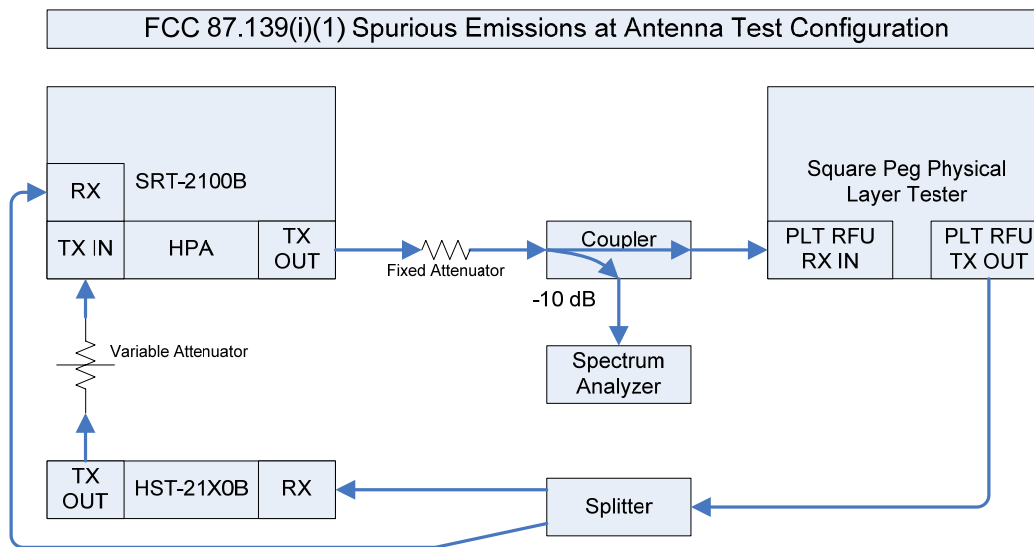 FCC 87.139(i)(1) Spurious Emissions at Antenna Test Configuration
RX
SRT-2100B
TX IN
HPA
TX
OUT
Fixed Attenuator
Coupler
-10 dB
Spectrum
Analyzer
Square Peg Physical
Layer Tester
PLT RFU
RX IN
PLT RFU
TX OUT
Variable Attenuator
TX
OUT
HST-21X0B
RX
Splitter